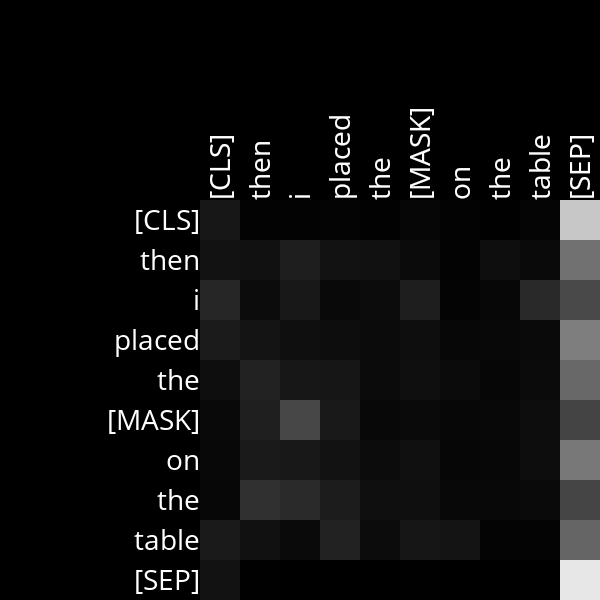 [CLS]
then
i
placed
the
[MASK]
on
the
table
[SEP]
[CLS]
then
i
placed
the
[MASK]
on
the
table
[SEP]